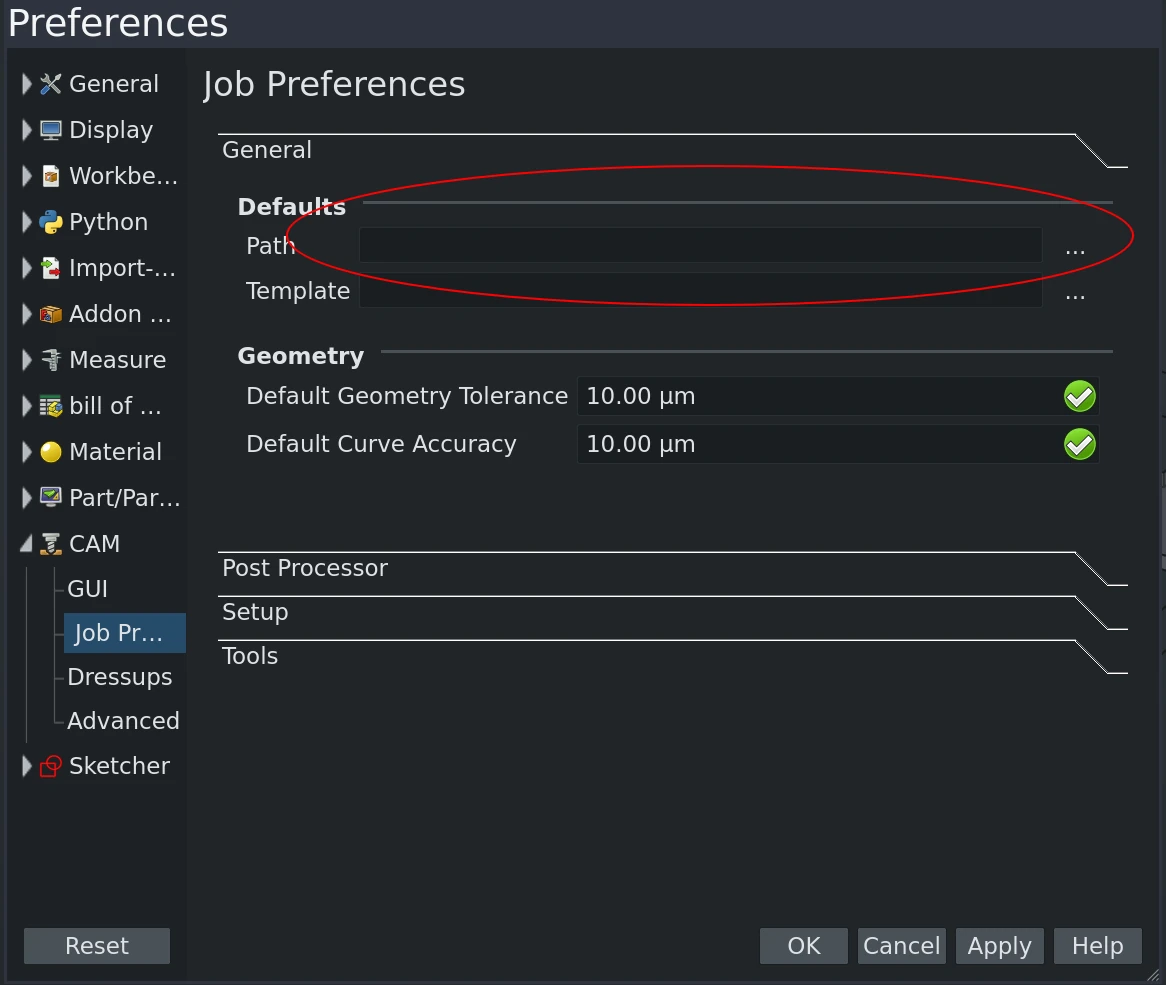 Preferences
General
Display
Workbe...
Python
Import-...
Addon ...
Measure
bill of ...
Material
Part/Par...
CAM
GUI
Job Pr...
Dressups
Advanced
Sketcher
Reset
Job Preferences
General
Defaults
Path ...
Template ...
Geometry
Default Geometry Tolerance 10.00 µm
Default Curve Accuracy 10.00 µm
Post Processor
Setup
Tools
OK Cancel Apply Help